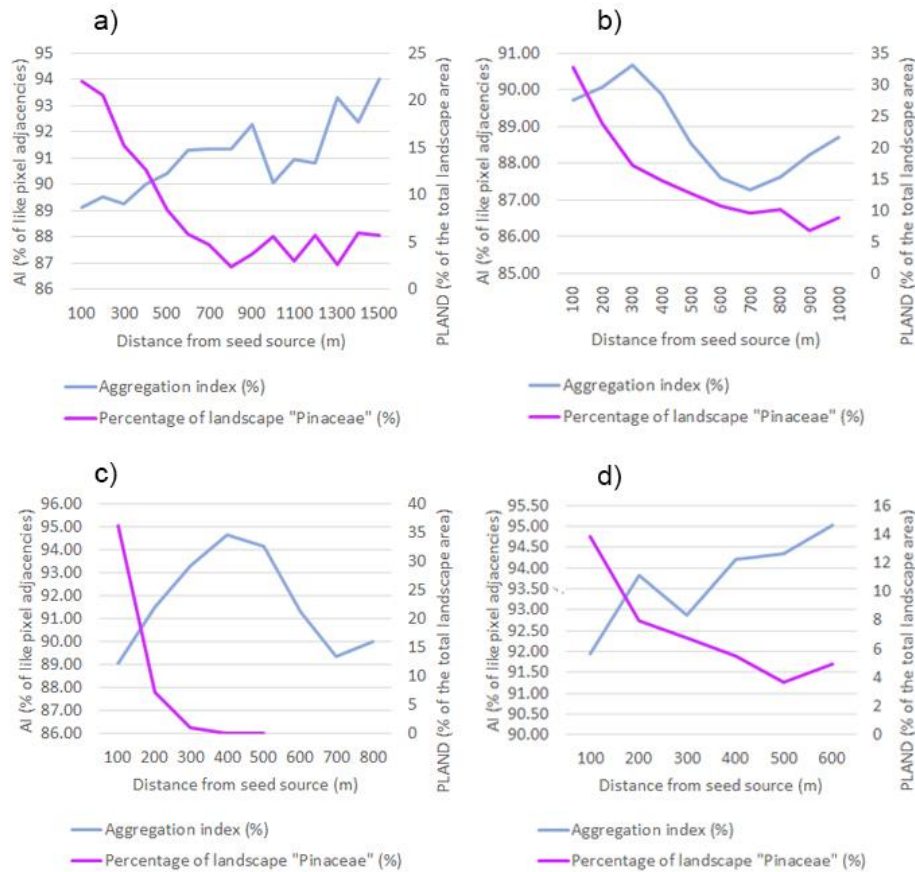 a)
AI (% of like pixel adjacencies)
95
94
93
92
91
90
89
88
87
86
25
20
15
10
5
0
PLAND (% of the total landscape area)
100 300 500 700 900 1100 1300 1500
Distance from seed source (m)
Aggregation index (%)
Percentage of landscape "Pinaceae" (%)
b)
AI (% of like pixel adjacencies)
91.00
90.00
89.00
88.00
87.00
86.00
85.00
35
30
25
20
15
10
5
0
PLAND (% of the total landscape area)
100 200 300 400 500 600 700 800 900 1000
Distance from seed source (m)
Aggregation index (%)
Percentage of landscape "Pinaceae" (%)
c)
AI (% of like pixel adjacencies)
96.00
95.00
94.00
93.00
92.00
91.00
90.00
89.00
88.00
87.00
86.00
40
35
30
25
20
15
10
5
0
PLAND (% of the total landscape area)
100 200 300 400 500 600 700 800
Distance from seed source (m)
Aggregation index (%)
Percentage of landscape "Pinaceae" (%)
d)
AI (% of like pixel adjacencies)
95.50
95.00
94.50
94.00
93.50
93.00
92.50
92.00
91.50
91.00
90.50
90.00
16
14
12
10
8
6
4
2
0
PLAND (% of the total landscape area)
100 200 300 400 500 600
Distance from seed source (m)
Aggregation index (%)
Percentage of landscape "Pinaceae" (%)